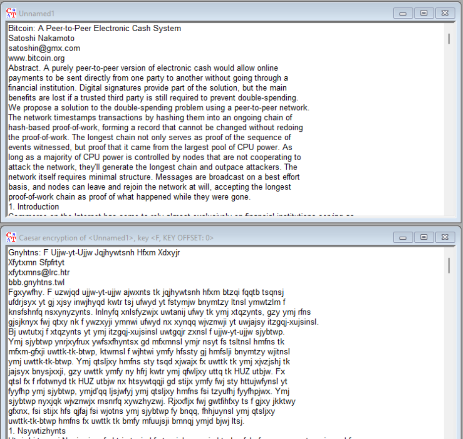 Unnamed1
Bitcoin: A Peer-to-Peer Electronic Cash System
Satoshi Nakamoto
satoshin@gmx.com
www.bitcoin.org
Abstract. A purely peer-to-peer version of electronic cash would allow online
payments to be sent directly from one party to another without going through a
financial institution. Digital signatures provide part of the solution, but the main
benefits are lost if a trusted third party is still required to prevent double-spending.
We propose a solution to the double-spending problem using a peer-to-peer network.
The network timestamps transactions by hashing them into an ongoing chain of
hash-based proof-of-work, forming a record that cannot be changed without redoing
the proof-of-work. The longest chain not only serves as proof of the sequence of
events witnessed, but proof that it came from the largest pool of CPU power. As
long as a majority of CPU power is controlled by nodes that are not cooperating to
attack the network, they'll generate the longest chain and outpace attackers. The
network itself requires minimal structure. Messages are broadcast on a best effort
basis, and nodes can leave and rejoin the network at will, accepting the longest
proof-of-work chain as proof of what happened while they were gone.
1. Introduction
Caesar encryption of <Unnamed1>, key <F, KEY OFFSET: 0>
Gnyhtns: F Ujjw-yt-Ujjw Jqjhywtsnh Hfxm Xdxyjr
Xfytxmn Sfpfrtyt
xfytxmns@lrc.htr
bbb.gnyhtns.twl
Fgxywfhy. F uzwjqd ujjw-yt-ujjw ajwxnts tk jqjhywtsnh hfxm btzqi fqqtb tsqnsj
ufdrjsyx yt gj xjsy inwjhyqd kwtr tsj ufwyd yt fstymjw bnymtzy ltnsl ymwtzlm f
knsfshnfq nsxynyzynts. Inlnyfq xnlsfyzwjx uwtanij ufwy tk ymj xtqzynts, gzy ymj rfns
gjsjknyx fwj qtxy nk f ywzxyji ymnwi ufwyd nx xynqq wjvznwji yt uwjajsy itzgqj-xujsinsl.
Bj uwtutxj f xtqzynts yt ymj itzgqj-xujsinsl uwtgqjr zxnsl f ujjw-yt-ujjw sjybtwp.
Ymj sjybtwp ynrjxyfrux ywfsxfhyntsx gd mfxmnsl ymjr nsyt fs tsltnsl hmfns tk
mfxm-gfxji uwttk-tk-btwp, ktwrnsl f wjhtwi ymfy hfssty gj hmfsлji bnymtzy wjitnsl
ymj uwttk-tk-btwp. Ymj qtsljxy hmfns sty tsqd xjwajx fx uwttk tk ymj xjvzjshj tk
jajsyx bnysjxxji, gzy uwttk ymfy ny hfrj kwtr ymj qfwljxy uttq tk HUZ utbjw. Fx
qtsl fx f rfotwnyd tk HUZ utbjw nx htsywtqqji gd stijx ymfy fwj sty httujwfynsl yt
fyyfhp ymj sjybtwp, ymjd'qq ljsjwfyj ymj qtsljxy hmfns fsi tzyufhj fyyfhpjwx. Ymj
sjybtwp nyxjqk wjvznwjx rnsnrfq xywzhyzwj. Rjxxfljx fwj gwtfihfxy ts f gjxy jkktwy
gfxnx, fsi stijx hfs qjfaj fsi wjotns ymj sjybtwp fy bnqq, fhhjuynsl ymj qtsljxy
uwttk-tk-btwp hmfns fx uwttk tk bmfy mfuujsji bmnqj ymjd bjwj ltsj.
1. Nsywtizhynts